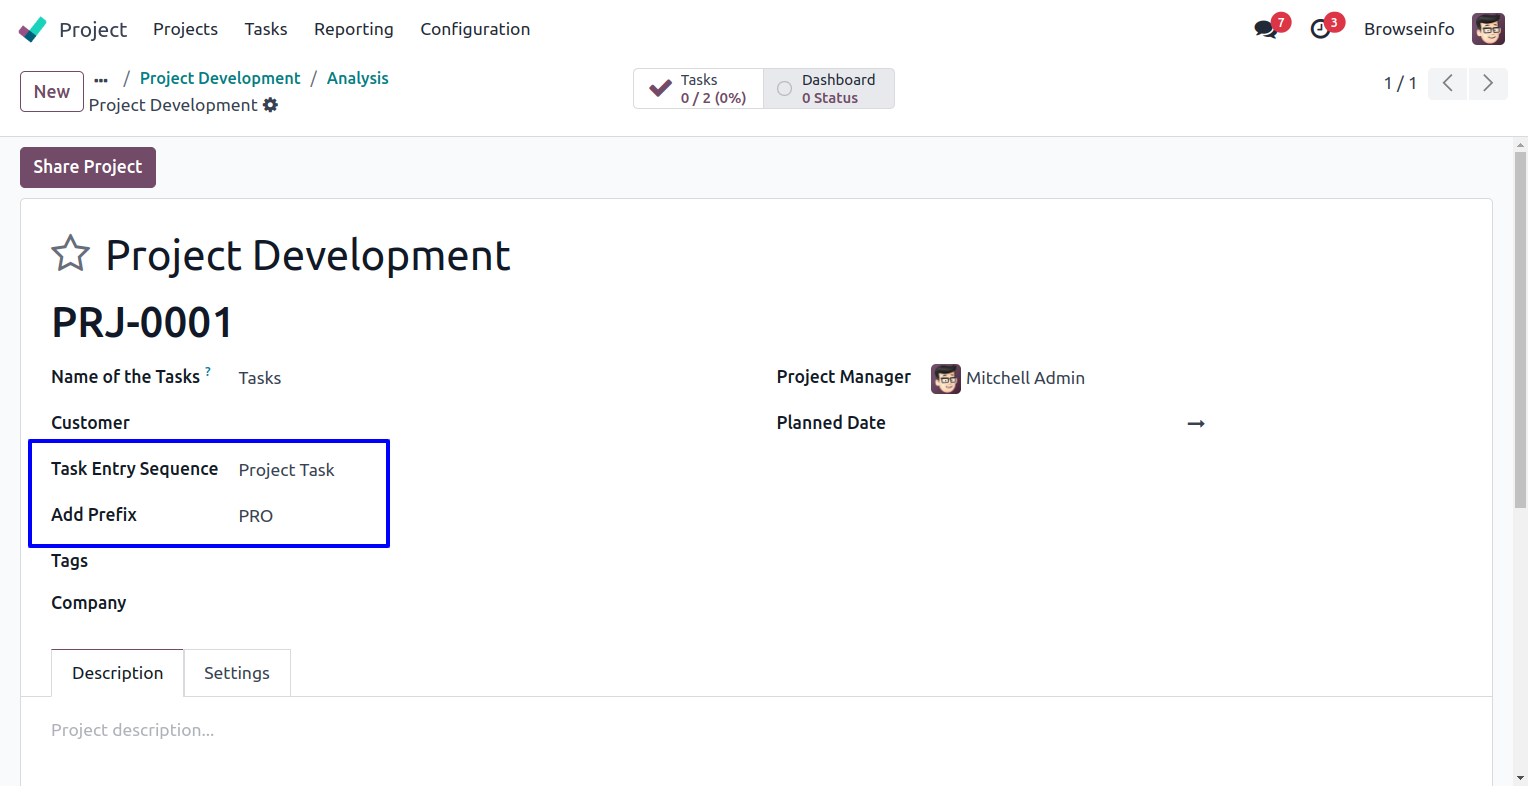 Project Projects Tasks Reporting Configuration 7 3 Browseinfo
New ... / Project Development / Analysis
Project Development
Tasks
0 / 2 (0%)
Dashboard
0 Status
1 / 1
Share Project
Project Development
PRJ-0001
Name of the Tasks ? Tasks
Project Manager Mitchell Admin
Customer
Planned Date →
Task Entry Sequence Project Task
Add Prefix PRO
Tags
Company
Description Settings
Project description...